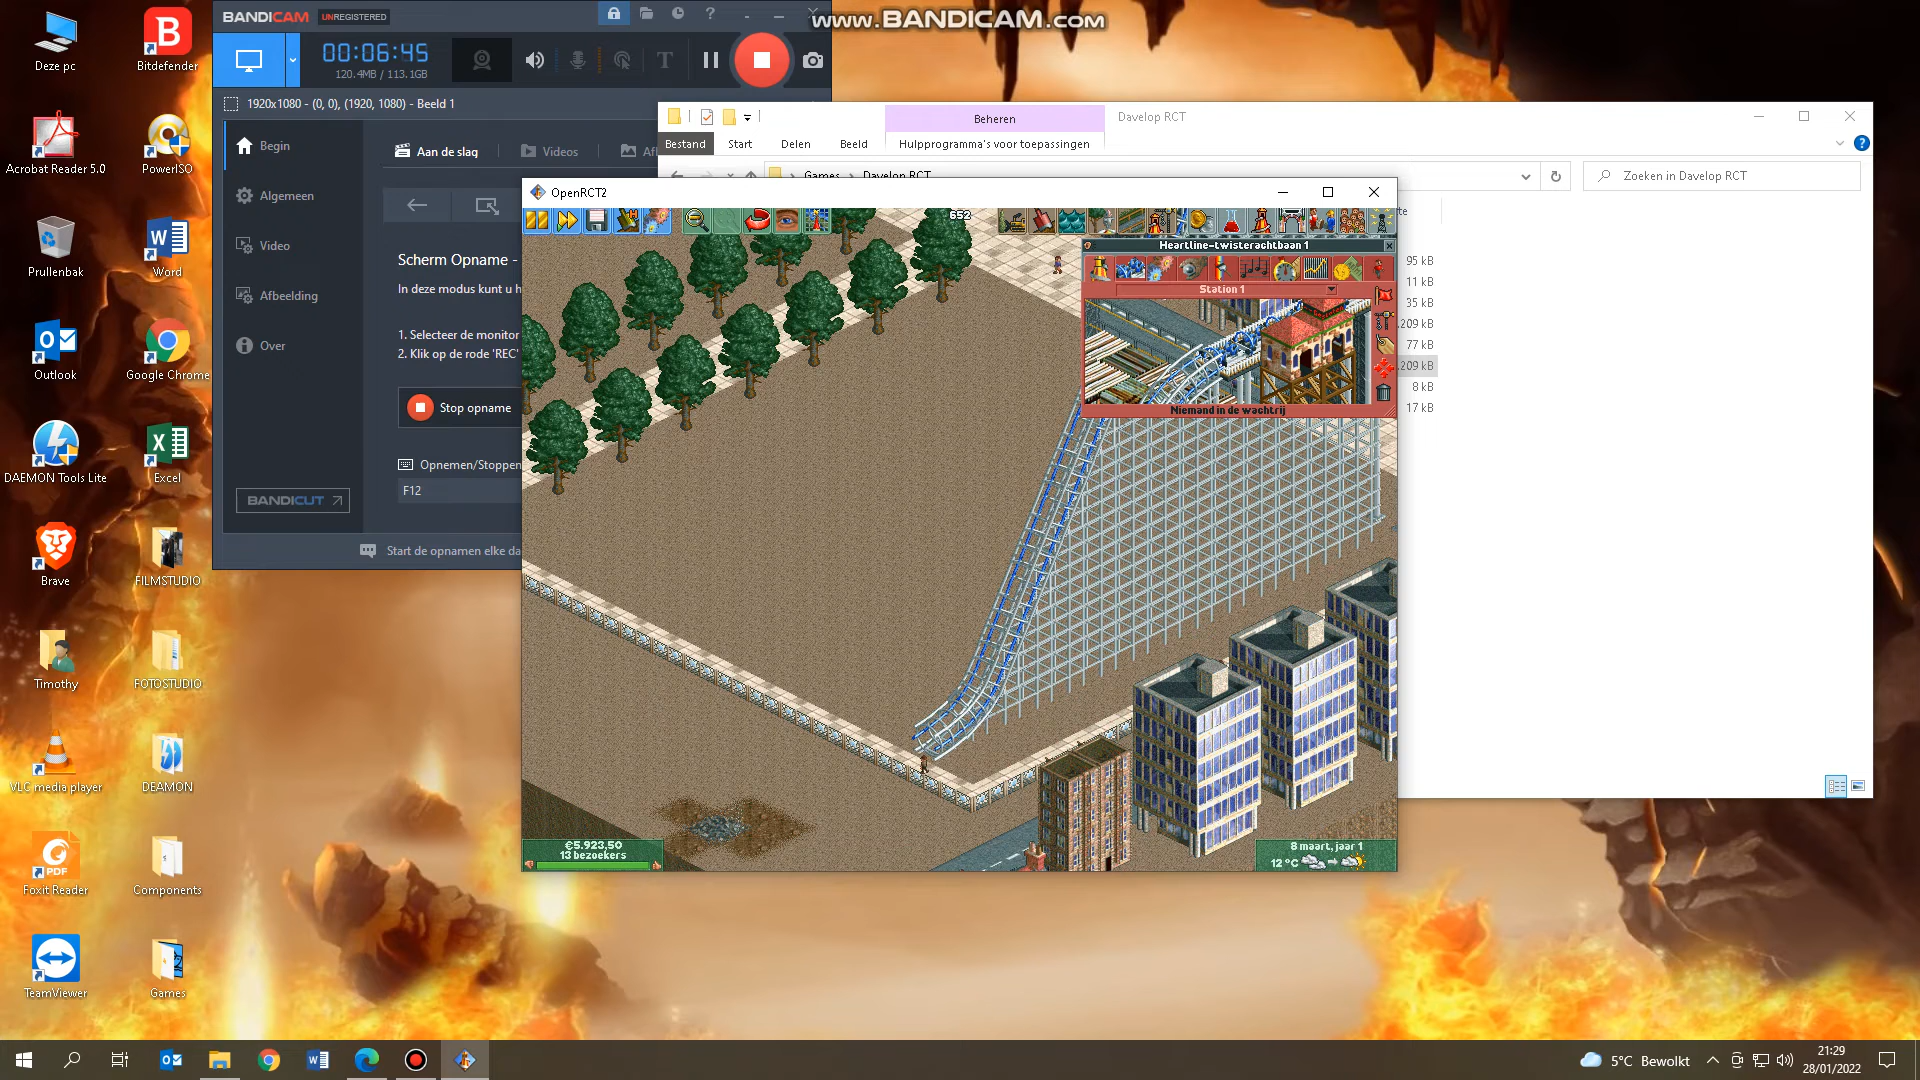 Deze pc
Bitdefender
Acrobat Reader 5.0
PowerISO
Prullenbak
Word
Outlook
Google Chrome
DAEMON Tools Lite
Excel
Brave
FILMSTUDIO
Timothy
FOTOSTUDIO
VLC media player
DEAMON
Foxit Reader
Components
TeamViewer
Games
BANDICAM UNREGISTERED
www.BANDICAM.com
00:06:45
120.4MB / 113.1GB
1920x1080 - (0, 0), (1920, 1080) - Beeld 1
Begin
Algemeen
Video
Afbeelding
Over
BANDICUT
Aan de slag
Videos
Scherm Opname -
In deze modus kunt u
1. Selecteer de monitor
2. Klik op de rode 'REC'
Stop opname
Opnemen/Stoppen
F12
Start de opnamen elke
Beheren
Davelop RCT
Bestand
Start
Delen
Beeld
Hulpprogramma's voor toepassingen
Games
Davelop RCT
Zoeken in Davelop RCT
95 kB
11 kB
35 kB
.209 kB
77 kB
.209 kB
8 kB
17 kB
OpenRCT2
652
Heartline-twisterachtbaan 1
Station 1
Niemand in de wachtrij
€5.923,50
13 bezoekers
8 maart, jaar 1
12°C
5°C Bewolkt
21:29
28/01/2022